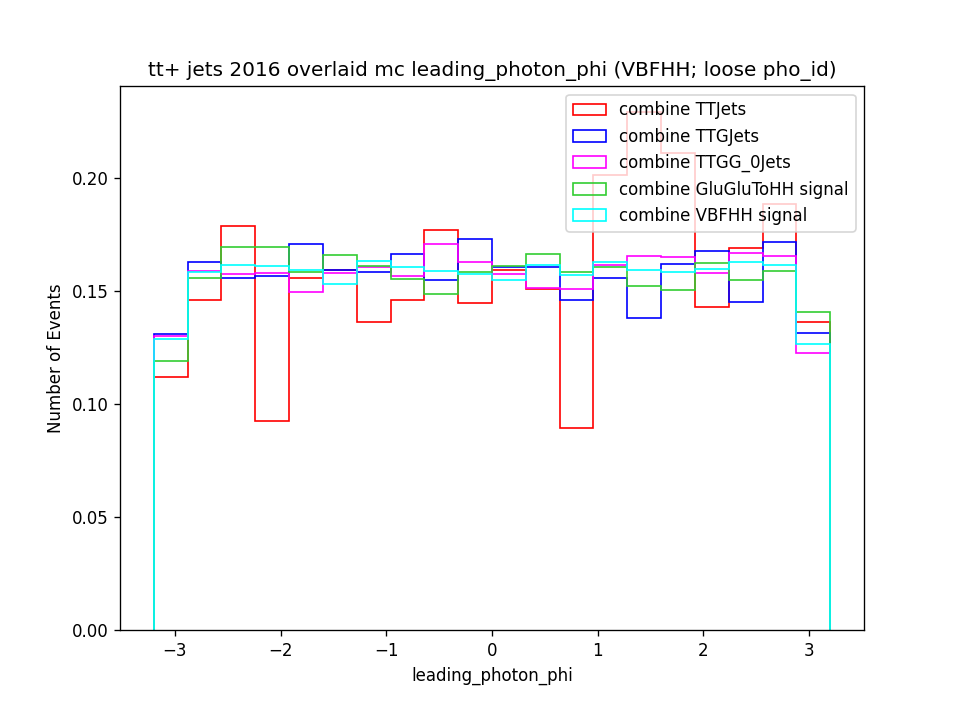 tt+ jets 2016 overlaid mc leading_photon_phi (VBFHH; loose pho_id)
combine TTJets
combine TTGJets
combine TTGG_0Jets
combine GluGluToHH signal
combine VBFHH signal
Number of Events
0.20
0.15
0.10
0.05
0.00
−3
−2
−1
0
1
2
3
leading_photon_phi